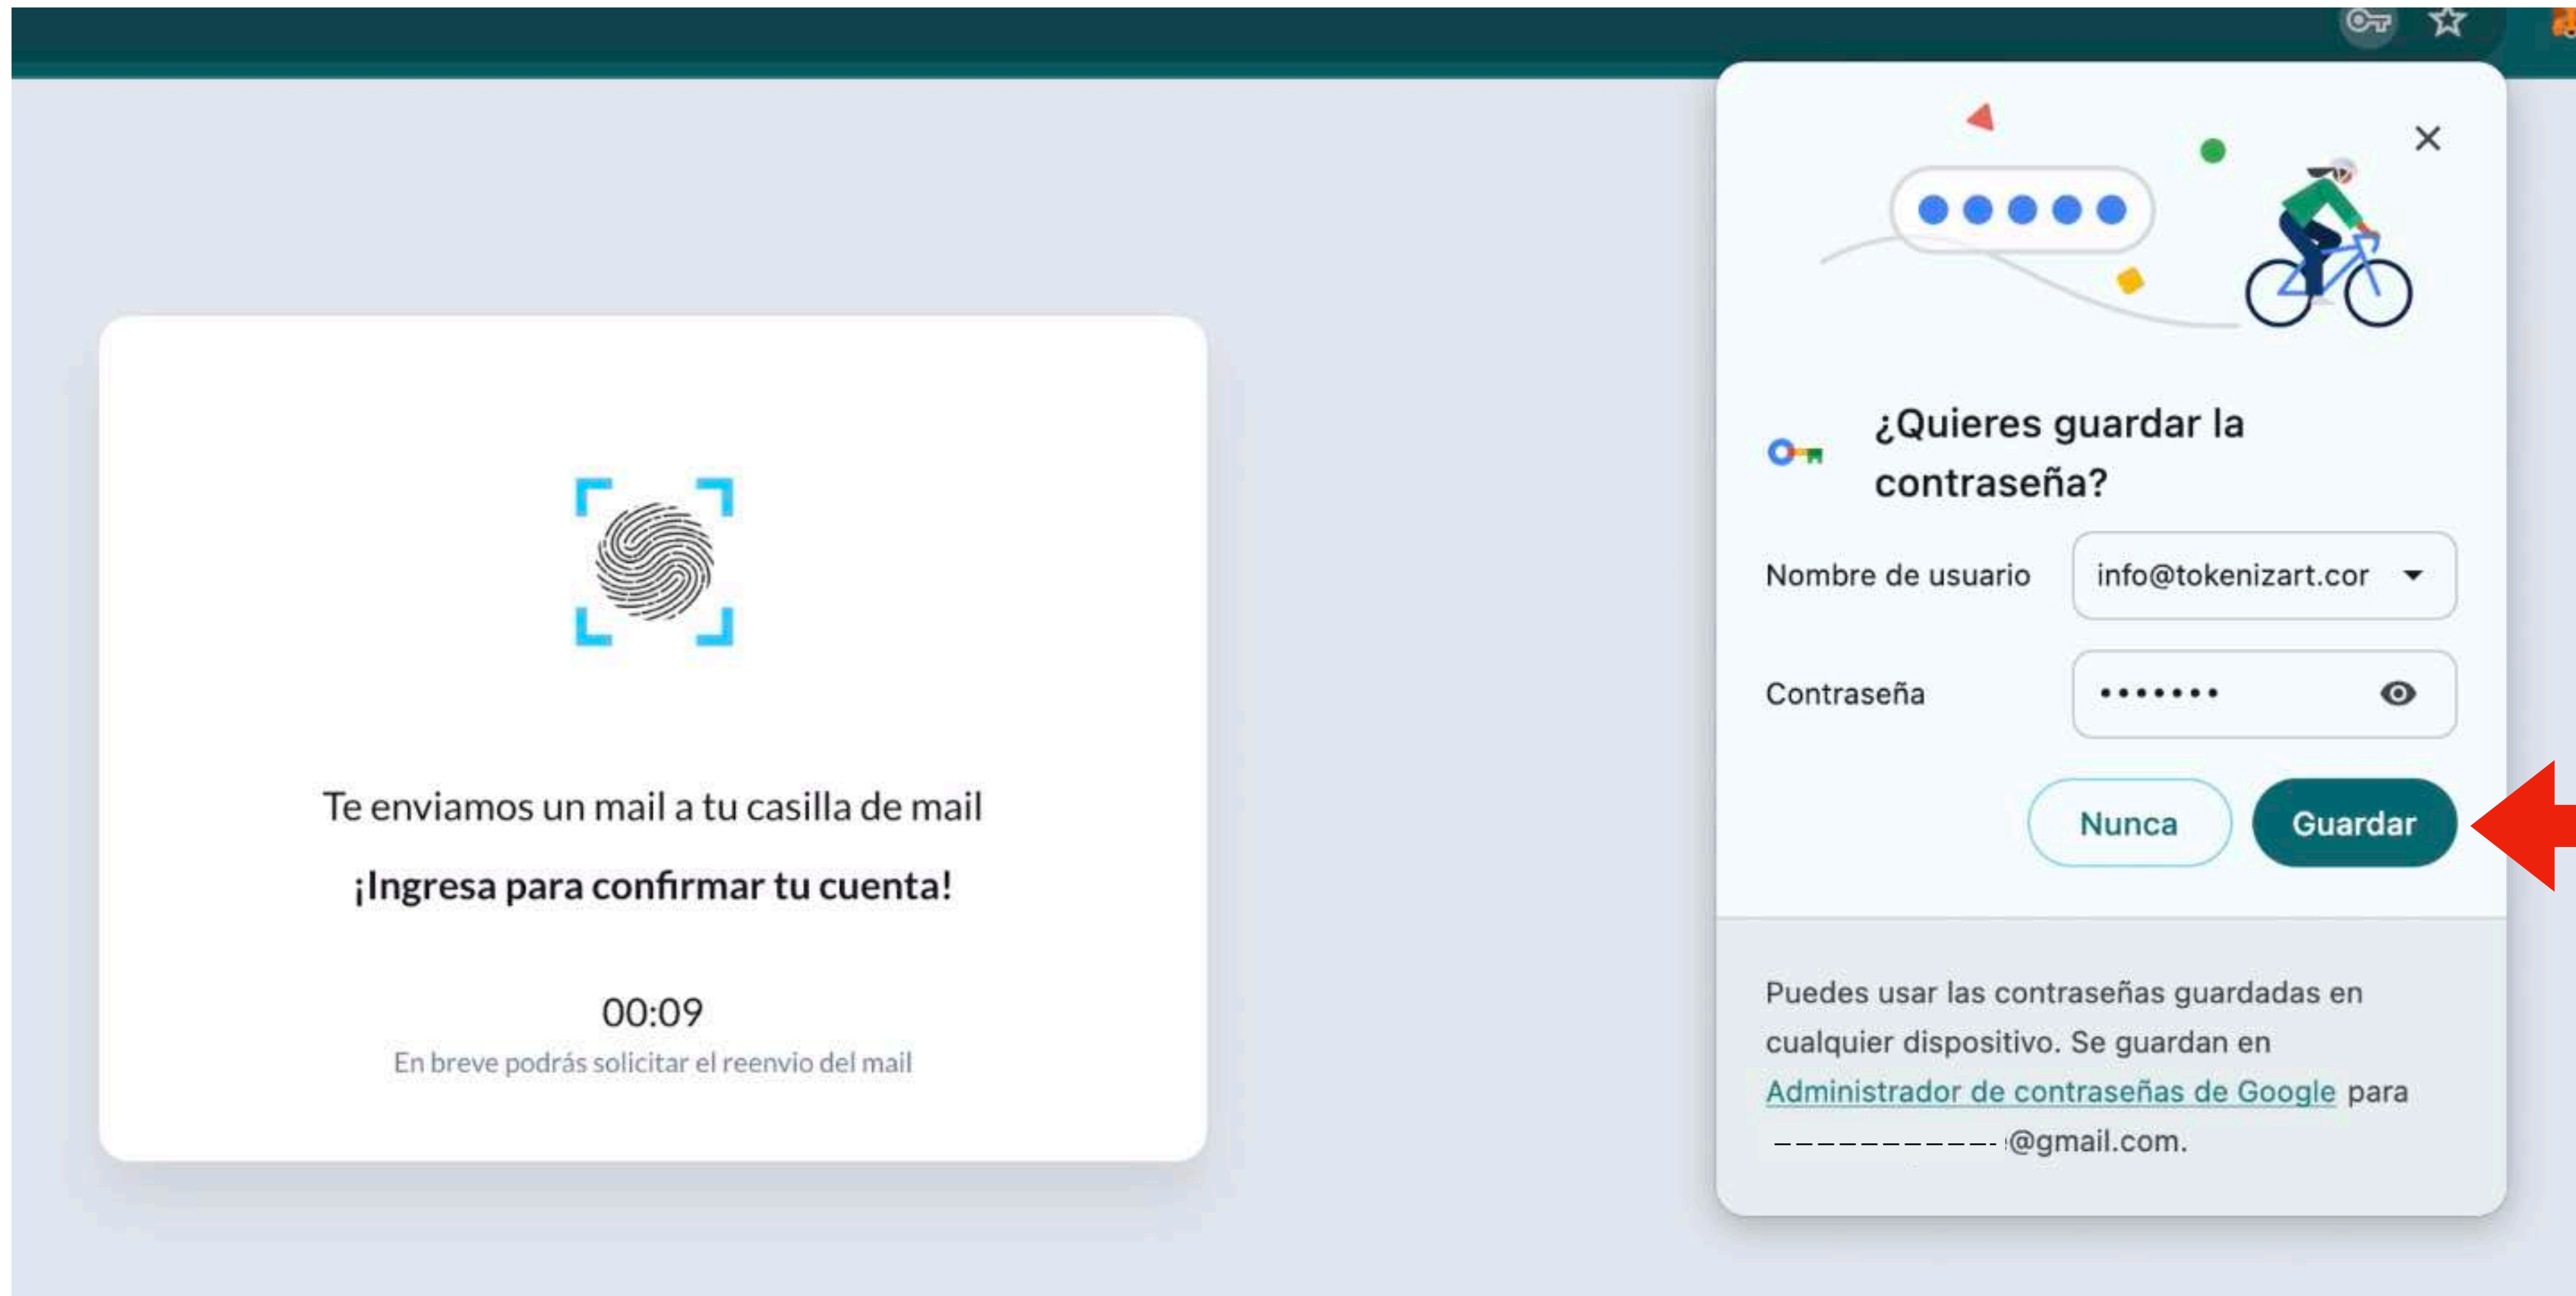 Te enviamos un mail a tu casilla de mail
¡Ingresa para confirmar tu cuenta!
00:09
En breve podrás solicitar el reenvio del mail
¿Quieres guardar la
contraseña?
Nombre de usuario
info@tokenizart.cor
Contraseña
•••••••
Nunca
Guardar
Puedes usar las contraseñas guardadas en
cualquier dispositivo. Se guardan en
Administrador de contraseñas de Google para
@gmail.com.